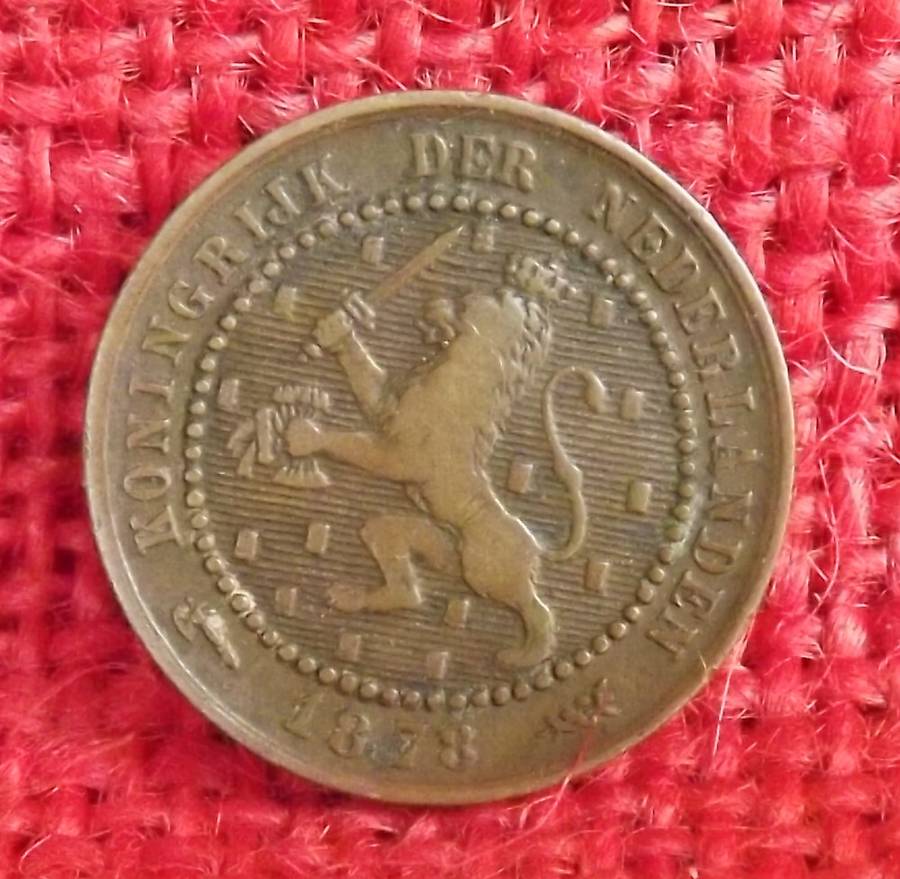 KONINGRIJK DER NEDERLANDEN
1878